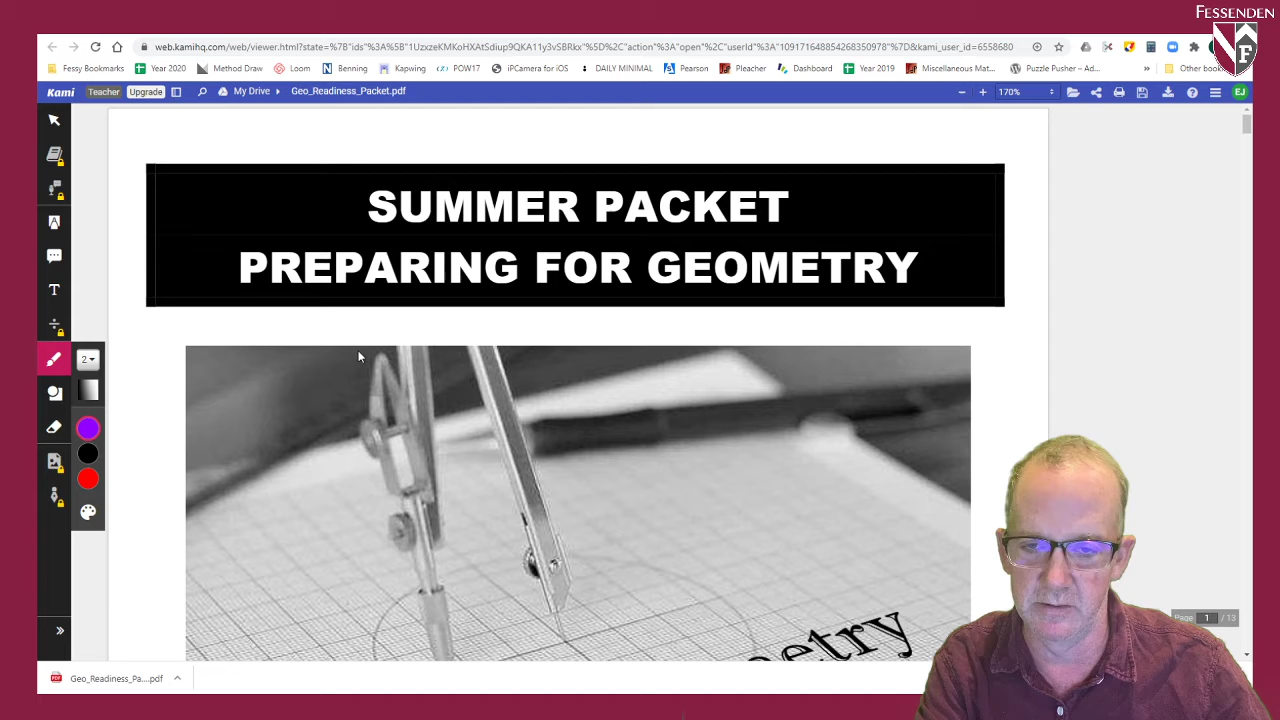 FESSENDEN
F
web.kamihq.com/web/viewer.html?state=%7B"ids"%3A%5B"1UzxzeKMKoHXAtSdiup9QKA11y3vSBRkx"%5D%2C"action"%3A"open"%2C"userId"%3A"109171648854268350978"%7D&kami_user_id=6558680
Fessy Bookmarks Year 2020 Method Draw Loom Benning Kapwing POW17 iPCamera for iOS DAILY MINIMAL Pearson Pleacher Dashboard Year 2019 Miscellaneous Mat... Puzzle Pusher – Ad... » Other book
Kami Teacher Upgrade My Drive Geo_Readiness_Packet.pdf 170% EJ
SUMMER PACKET
PREPARING FOR GEOMETRY
A
T
2
etry
Page 1 / 13
Geo_Readiness_Pa....pdf